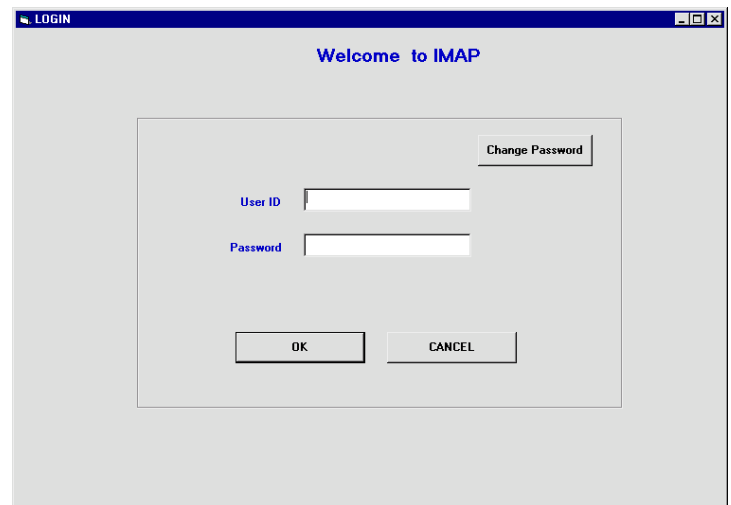 LOGIN
Welcome to IMAP
Change Password
User ID
Password
OK
CANCEL